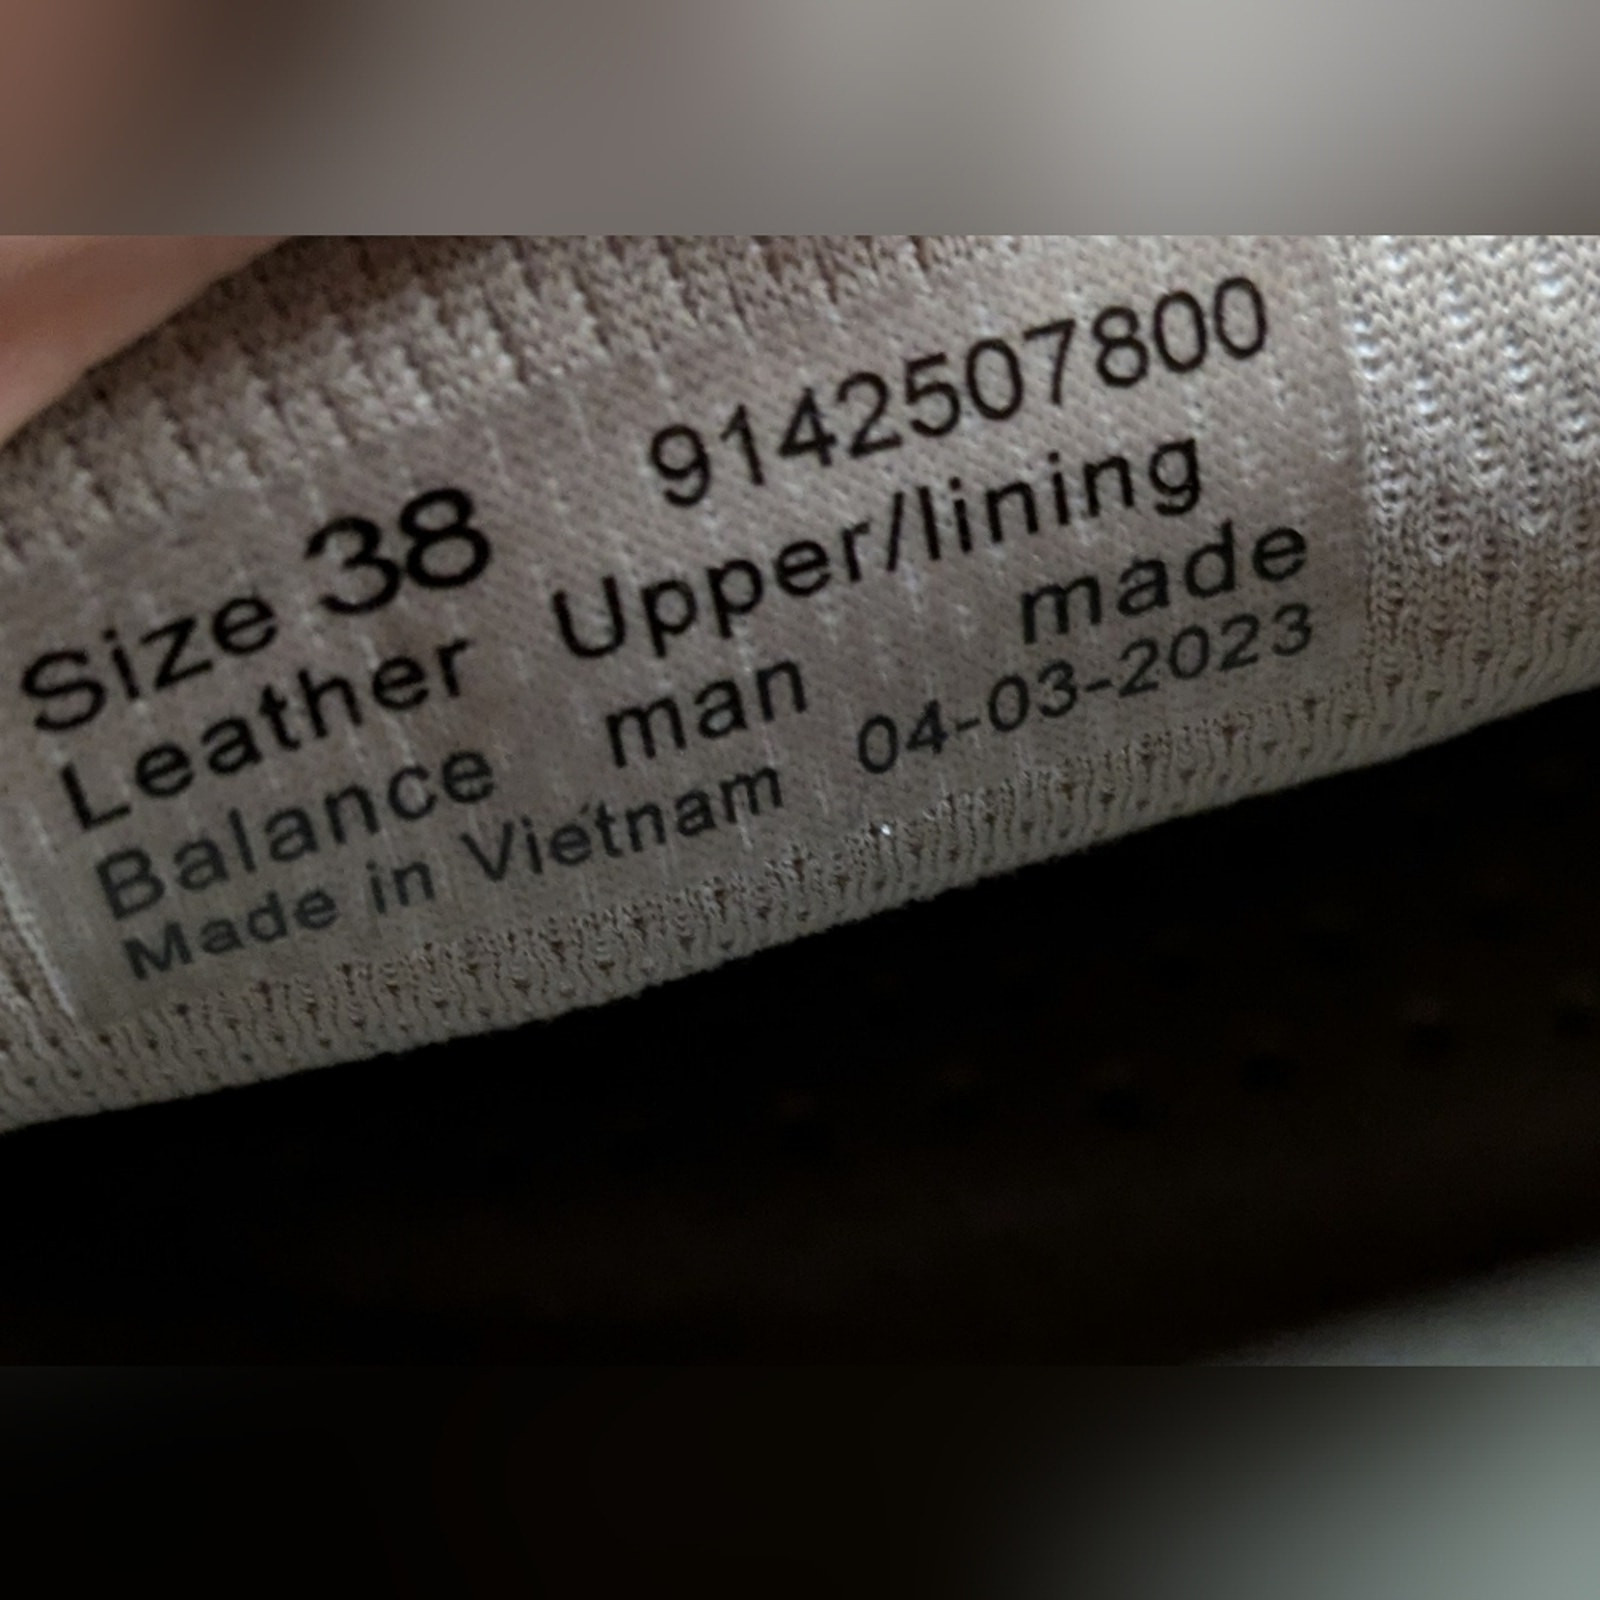 Size 38 9142507800
Leather Upper/lining
Balance man made
Made in Vietnam 04-03-2023